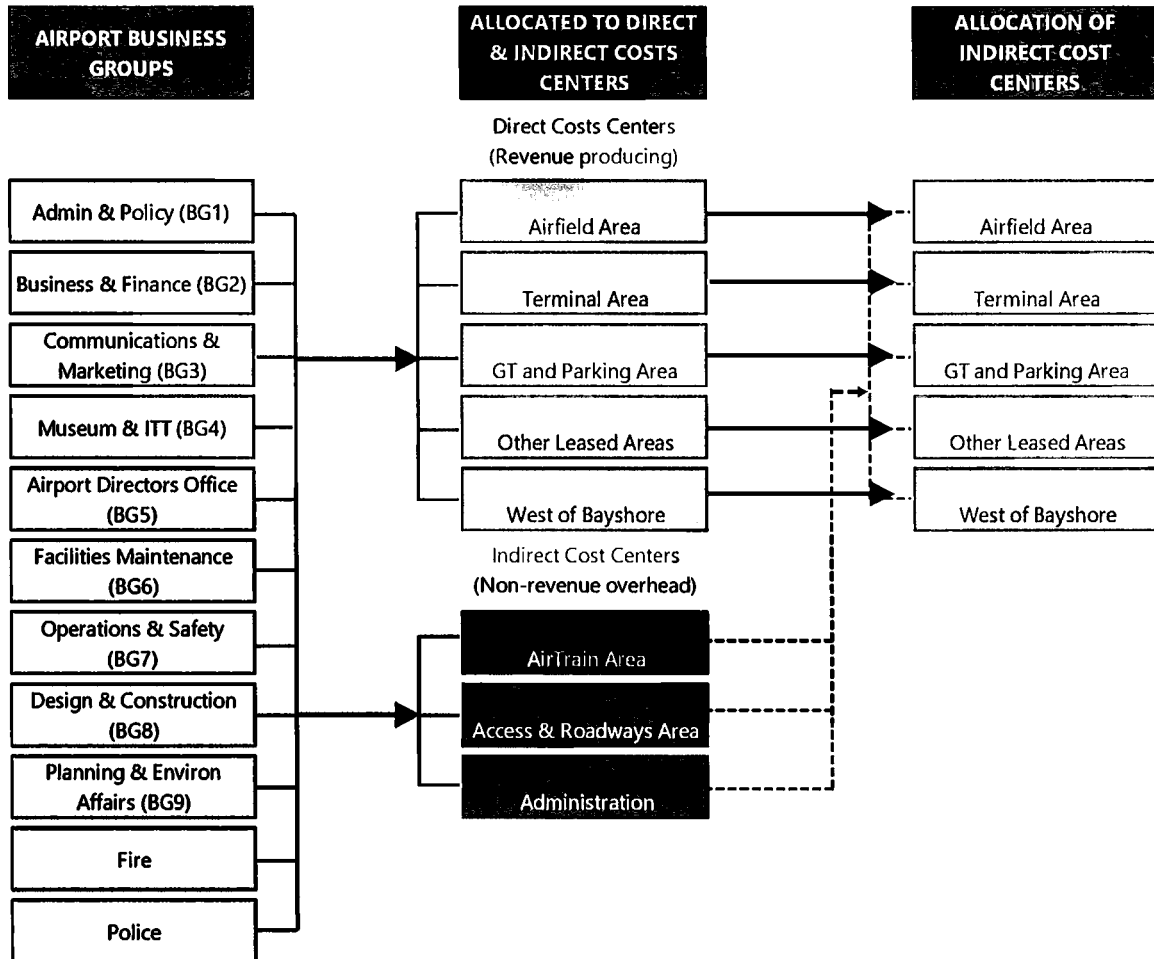 AIRPORT BUSINESS
GROUPS
Admin & Policy (BG1)
Business & Finance (BG2)
Communications &
Marketing (BG3)
Museum & ITT (BG4)
Airport Directors Office
(BG5)
Facilities Maintenance
(BG6)
Operations & Safety
(BG7)
Design & Construction
(BG8)
Planning & Environ
Affairs (BG9)
Fire
Police
ALLOCATED TO DIRECT
& INDIRECT COSTS
CENTERS
Direct Costs Centers
(Revenue producing)
Airfield Area
Terminal Area
GT and Parking Area
Other Leased Areas
West of Bayshore
Indirect Cost Centers
(Non-revenue overhead)
AirTrain Area
Access & Roadways Area
Administration
ALLOCATION OF
INDIRECT COST
CENTERS
Airfield Area
Terminal Area
GT and Parking Area
Other Leased Areas
West of Bayshore